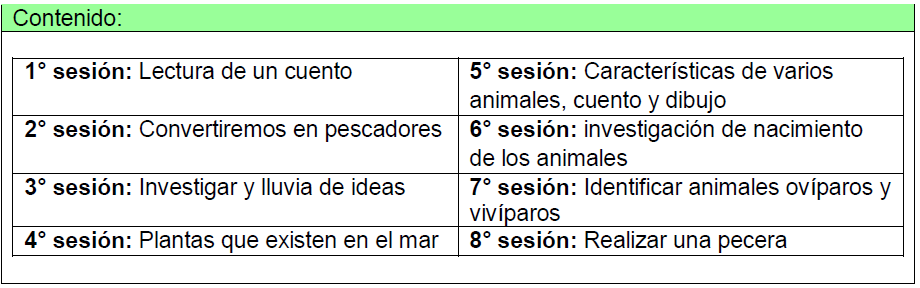 Contenido:
1° sesión: Lectura de un cuento
2° sesión: Convertiremos en pescadores
3° sesión: Investigar y lluvia de ideas
4° sesión: Plantas que existen en el mar
5° sesión: Características de varios
animales, cuento y dibujo
6° sesión: investigación de nacimiento
de los animales
7° sesión: Identificar animales ovíparos y
vivíparos
8° sesión: Realizar una pecera